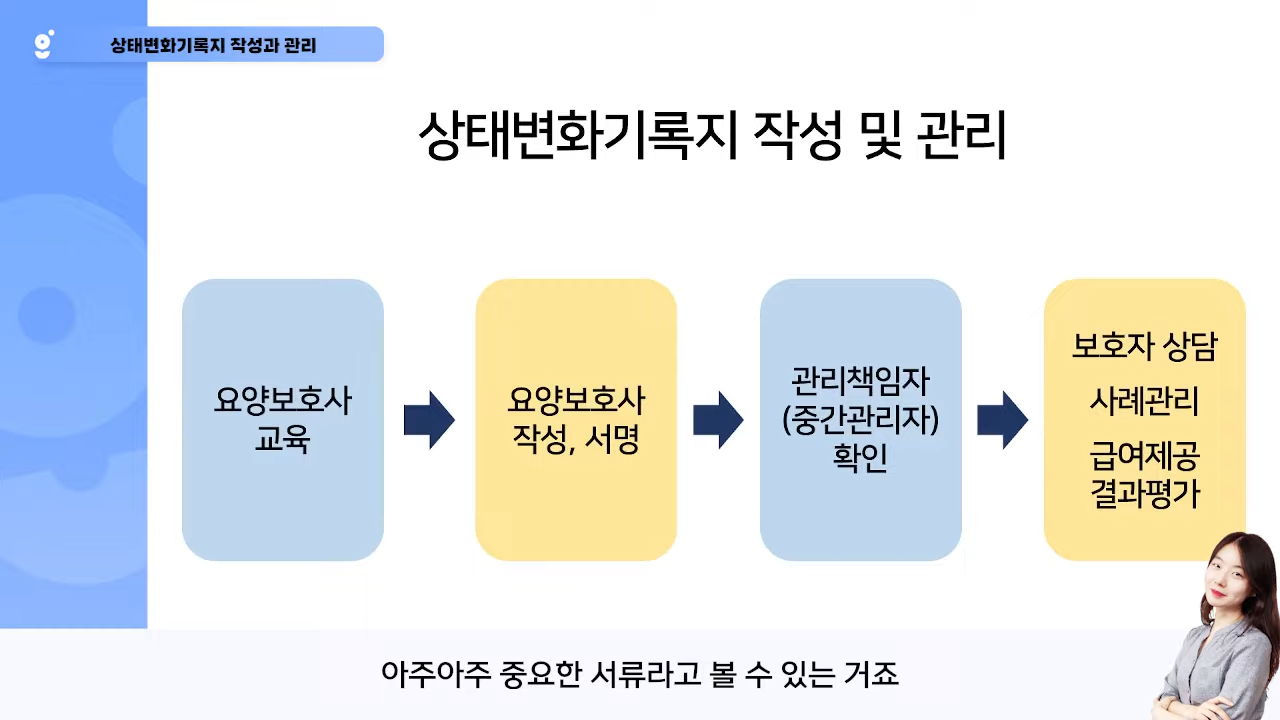 상태변화기록지 작성과 관리
상태변화기록지 작성 및 관리
요양보호사
교육
요양보호사
작성, 서명
관리책임자
(중간관리자)
확인
보호자 상담
사례관리
급여제공
결과평가
아주아주 중요한 서류라고 볼 수 있는 거죠